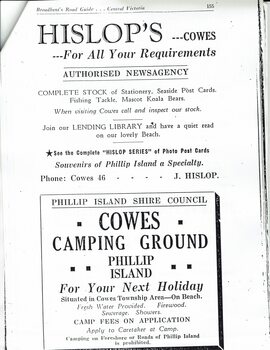 Broadbent's Road Guide . . . Central Victoria 155
HISLOP'S ---COWES
---For All Your Requirements
AUTHORISED NEWSAGENCY
COMPLETE STOCK of Stationery, Seaside Post Cards.
Fishing Tackle, Mascot Koala Bears.
When visiting Cowes call and inspect our stock.
Join our LENDING LIBRARY and have a quiet read
on our lovely Beach.
★See the Complete "HISLOP SERIES" of Photo Post Cards
Souvenirs of Phillip Island a Specialty.
Phone: Cowes 46 - - J. HISLOP.
PHILLIP ISLAND SHIRE COUNCIL
COWES
CAMPING GROUND
PHILLIP
ISLAND
For Your Next Holiday
Situated in Cowes Township Area—On Beach.
Fresh Water Provided. Firewood.
Sewerage. Showers.
CAMP FEES ON APPLICATION
Apply to Caretaker at Camp.
Camping on Foreshore or Roads of Phillip Island
is prohibited.